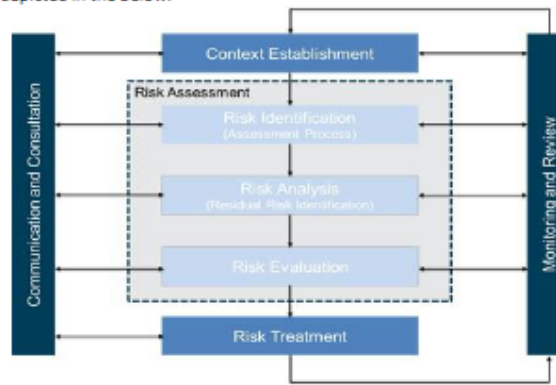 Context Establishment
Risk Assessment
Risk Identification
(Assessment Process)
Risk Analysis
(Residual Risk Identification)
Risk Evaluation
Risk Treatment
Communication and Consultation
Monitoring and Review